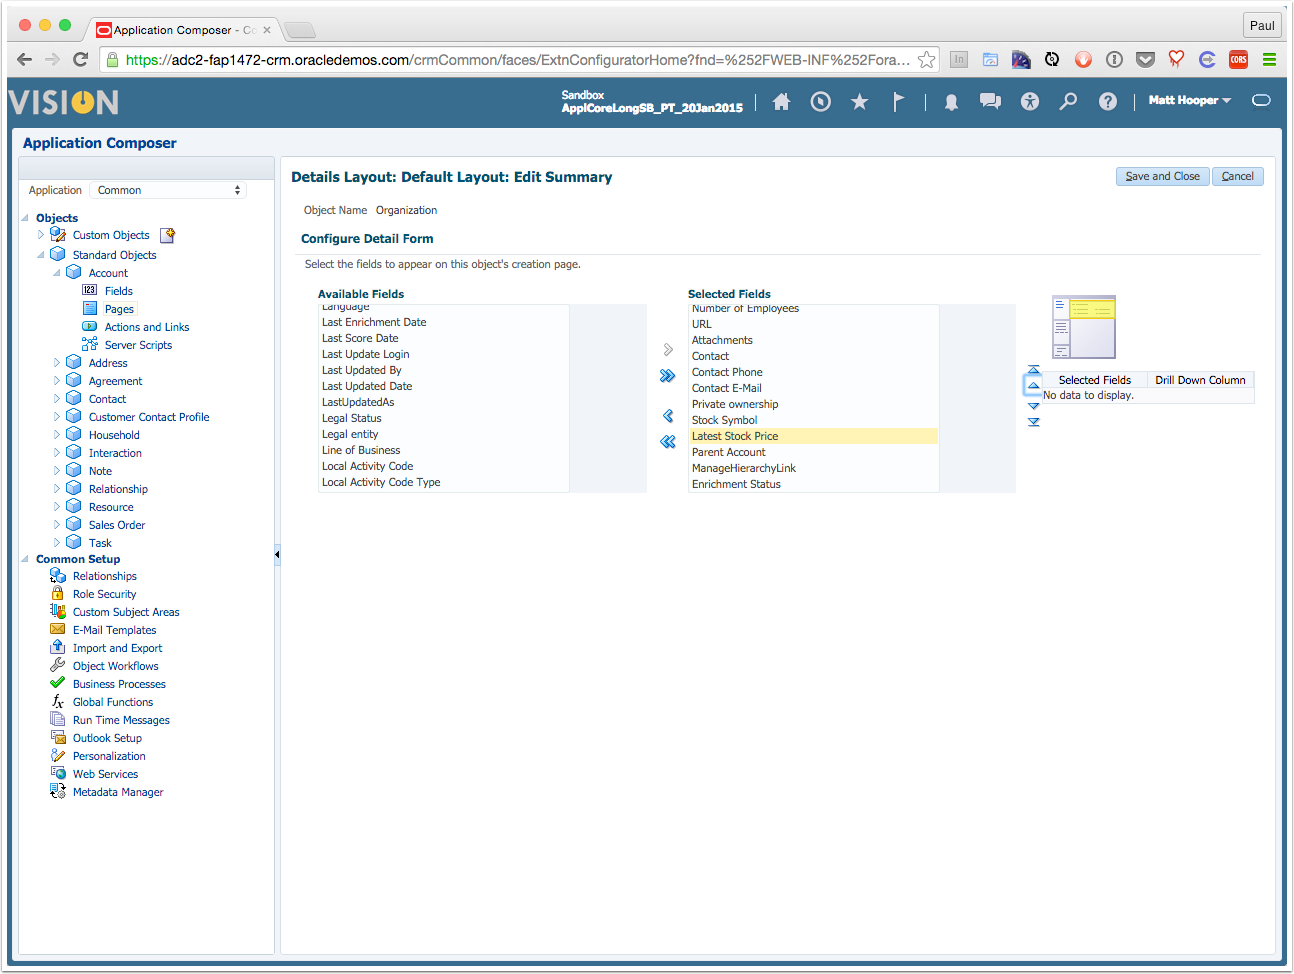 Application Composer - Co
Paul
https://adc2-fap1472-crm.oracledemos.com/crmCommon/faces/ExtnConfiguratorHome?fnd=%252FWEB-INF%252Fora...
CORS
VISION
Sandbox
ApplCoreLongSB_PT_20Jan2015
Matt Hooper
Application Composer
Application Common
Objects
Custom Objects
Standard Objects
Account
Fields
Pages
Actions and Links
Server Scripts
Address
Agreement
Contact
Customer Contact Profile
Household
Interaction
Note
Relationship
Resource
Sales Order
Task
Common Setup
Relationships
Role Security
Custom Subject Areas
E-Mail Templates
Import and Export
Object Workflows
Business Processes
Global Functions
Run Time Messages
Outlook Setup
Personalization
Web Services
Metadata Manager
Details Layout: Default Layout: Edit Summary
Save and Close
Cancel
Object Name Organization
Configure Detail Form
Select the fields to appear on this object's creation page.
Available Fields
Language
Last Enrichment Date
Last Score Date
Last Update Login
Last Updated By
Last Updated Date
LastUpdatedAs
Legal Status
Legal entity
Line of Business
Local Activity Code
Local Activity Code Type
Selected Fields
Number of Employees
URL
Attachments
Contact
Contact Phone
Contact E-Mail
Private ownership
Stock Symbol
Latest Stock Price
Parent Account
ManageHierarchyLink
Enrichment Status
Selected Fields Drill Down Column
No data to display.